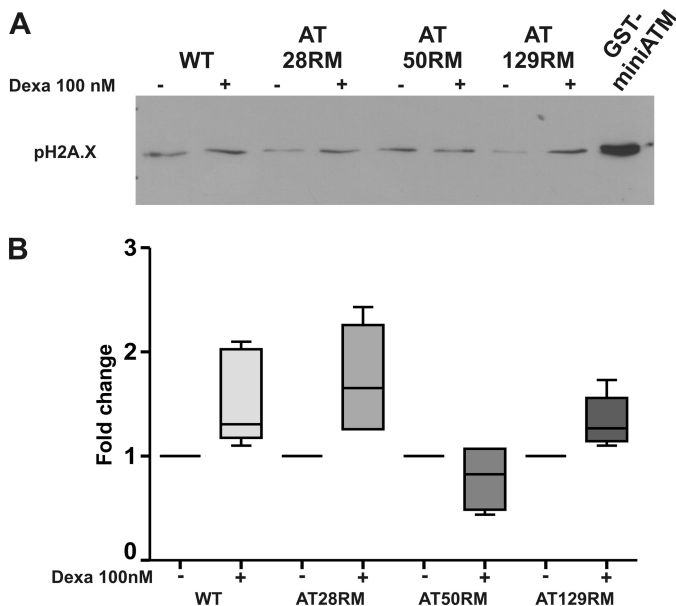 A
WT
AT
28RM
AT
50RM
AT
129RM
GST-
miniATM
Dexa 100 nM - + - + - + - +
pH2A.X
B
Fold change
3
2
1
0
Dexa 100nM - + - + - + - +
WT AT28RM AT50RM AT129RM